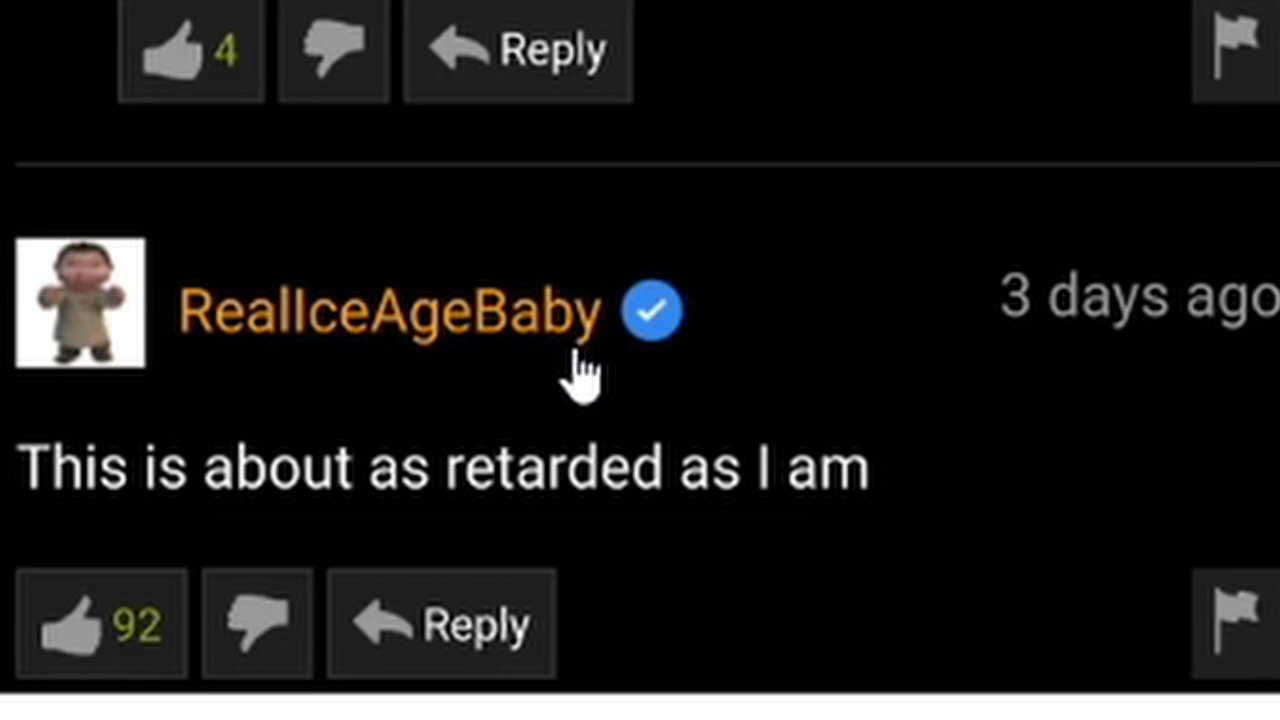 4 Reply
RealIceAgeBaby 3 days ago
This is about as retarded as I am
92 Reply